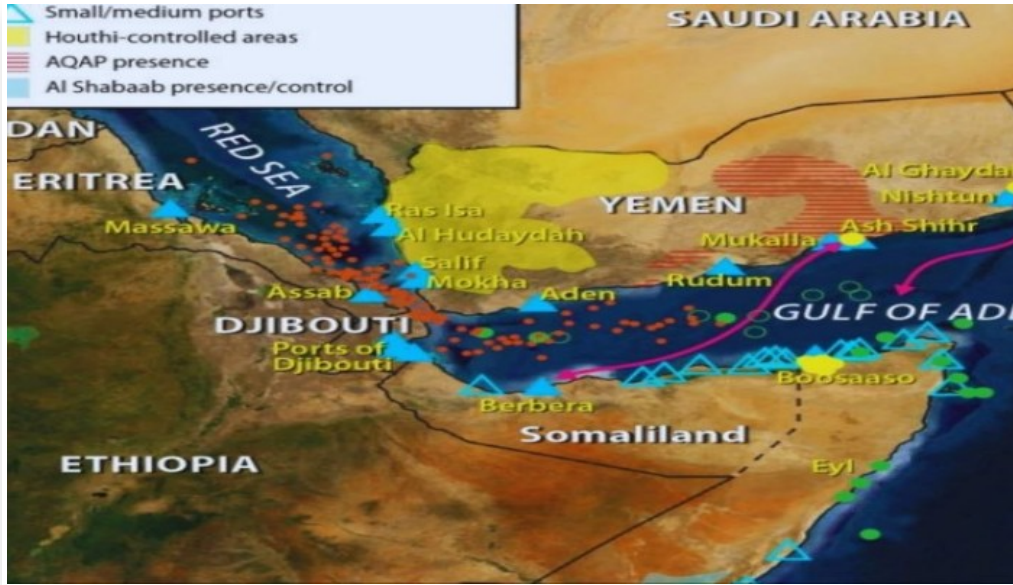 Small/medium ports
Houthi-controlled areas
AQAP presence
Al Shabaab presence/control
SAUDI ARABIA
DAN
RED SEA
ERITREA
Massawa
Ras Isa
Al Hudaydah
Salif
Mokha
Assab
YEMEN
Al Ghayda
Nishtun
Ash Shihr
Mukalla
Rudum
Aden
DJIBOUTI
GULF OF ADE
Ports of
Djibouti
Berbera
Boosaaso
Somaliland
ETHIOPIA
Eyl